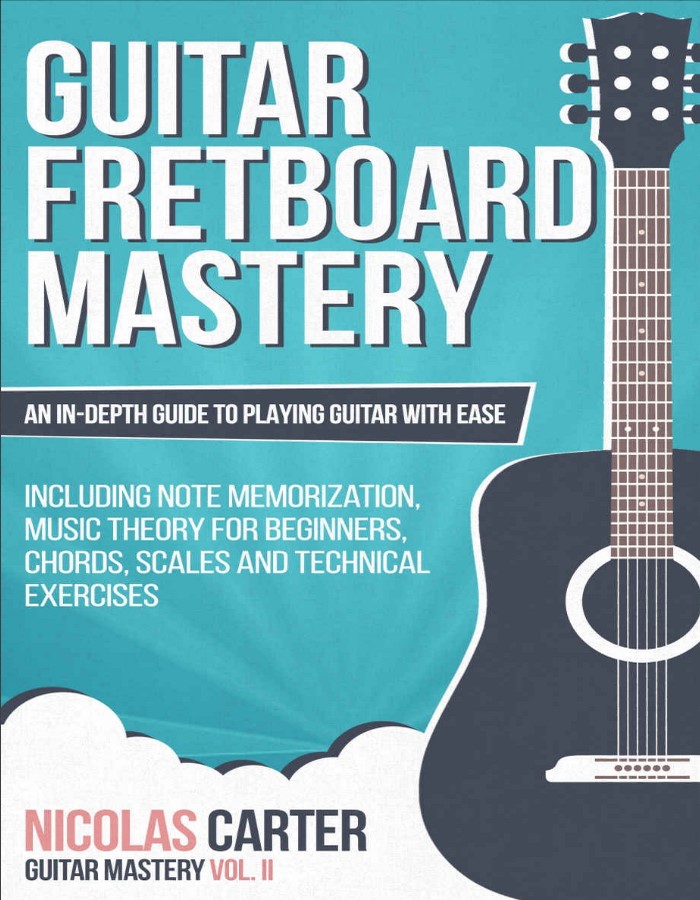 GUITAR
FRETBOARD
MASTERY
AN IN-DEPTH GUIDE TO PLAYING GUITAR WITH EASE
INCLUDING NOTE MEMORIZATION,
MUSIC THEORY FOR BEGINNERS,
CHORDS, SCALES AND TECHNICAL
EXERCISES
NICOLAS CARTER
GUITAR MASTERY VOL. II